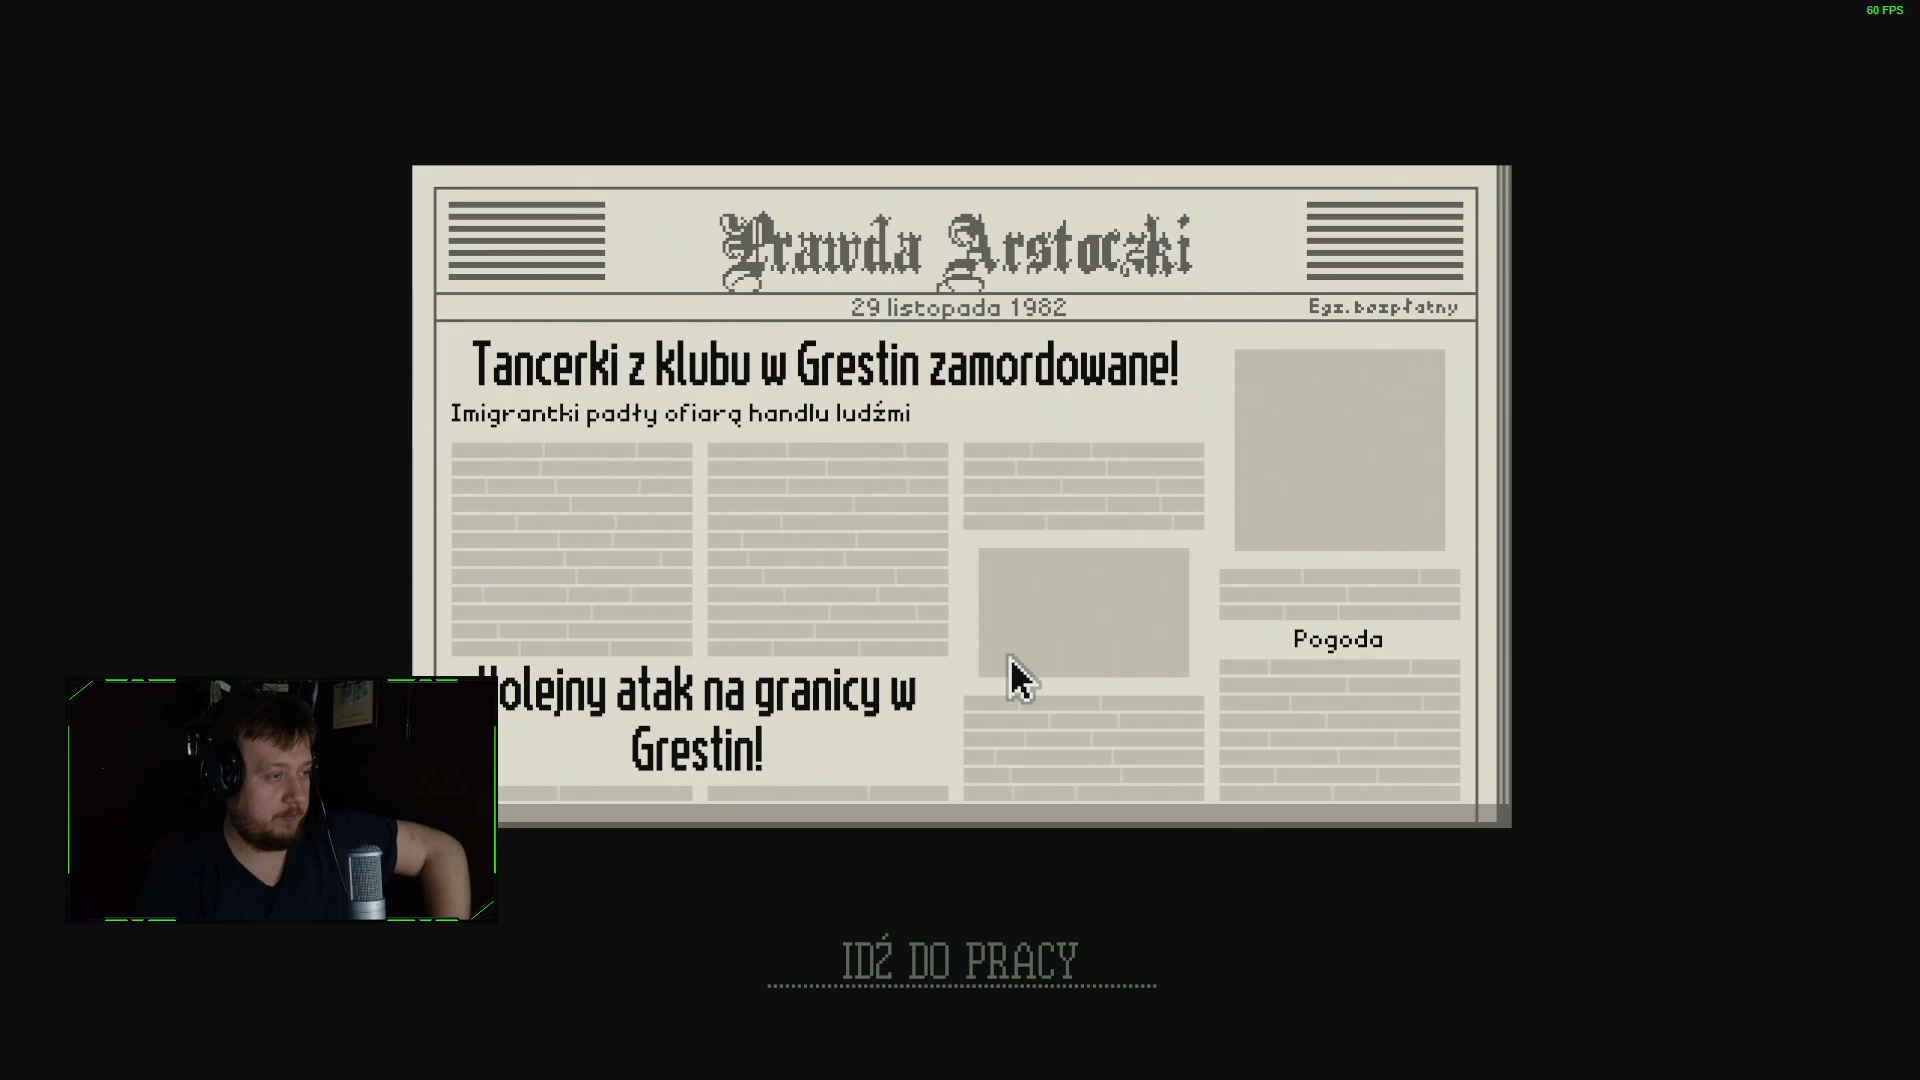 60 FPS
Prawda Arstoczki
29 listopada 1982
Egz. bezpłatny
Tancerki z klubu w Grestin zamordowane!
Imigrantki padły ofiarą handlu ludźmi
Pogoda
Kolejny atak na granicy w
Grestin!
IDŹ DO PRACY